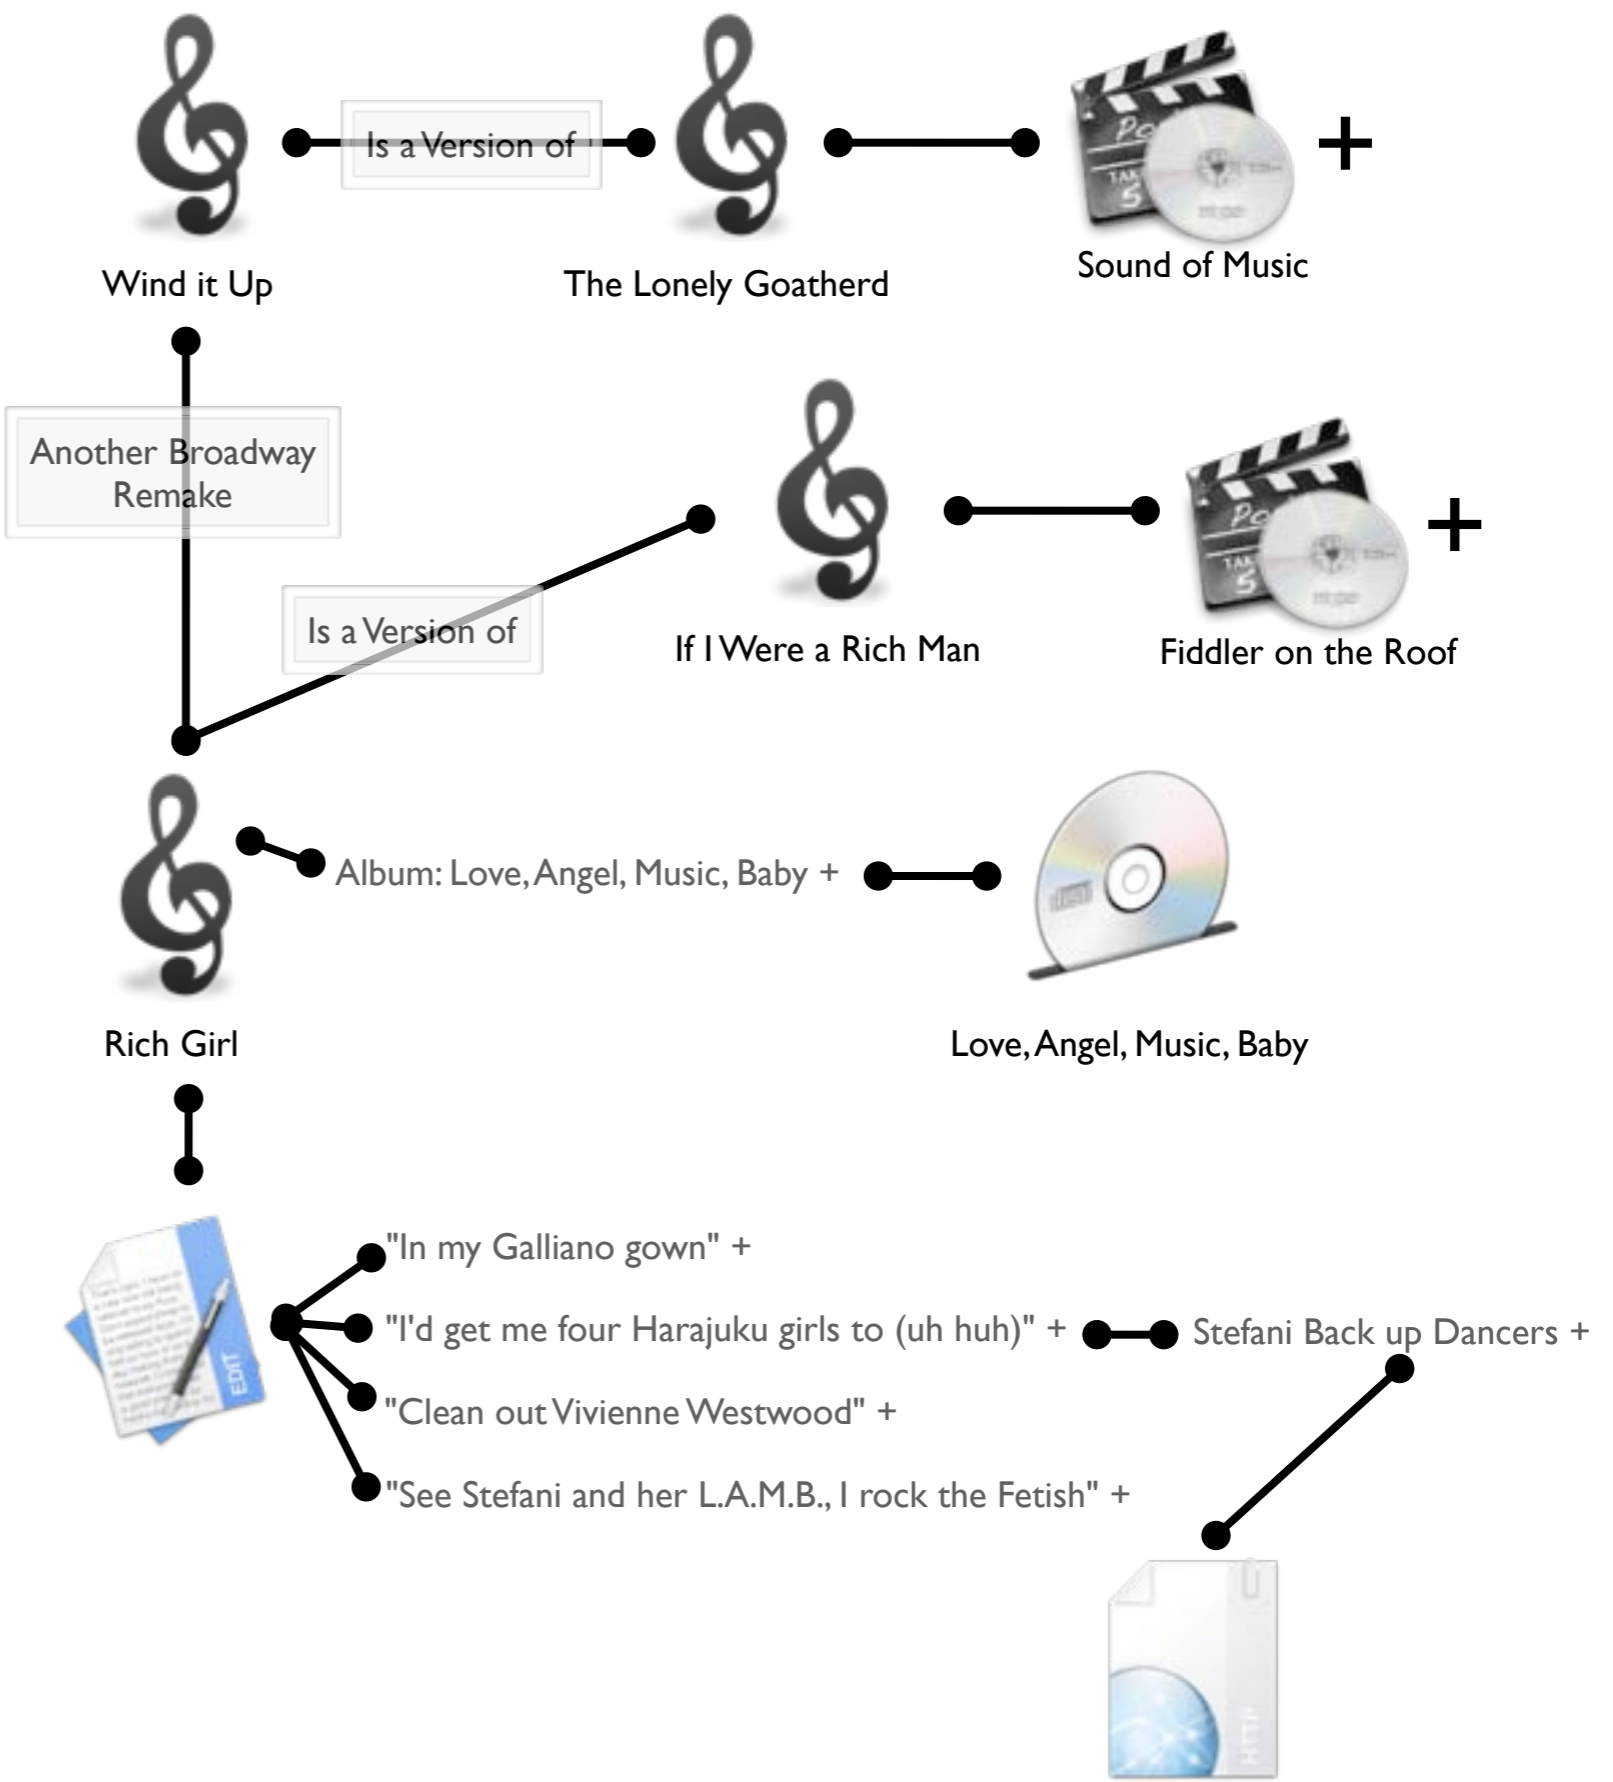 Is a Version of
Wind it Up
The Lonely Goatherd
Sound of Music
+
Another Broadway
Remake
Is a Version of
If I Were a Rich Man
Fiddler on the Roof
+
Album: Love, Angel, Music, Baby +
Rich Girl
Love, Angel, Music, Baby
EDIT
"In my Galliano gown" +
"I'd get me four Harajuku girls to (uh huh)" +
Stefani Back up Dancers +
"Clean out Vivienne Westwood" +
"See Stefani and her L.A.M.B., I rock the Fetish" +
HTTP